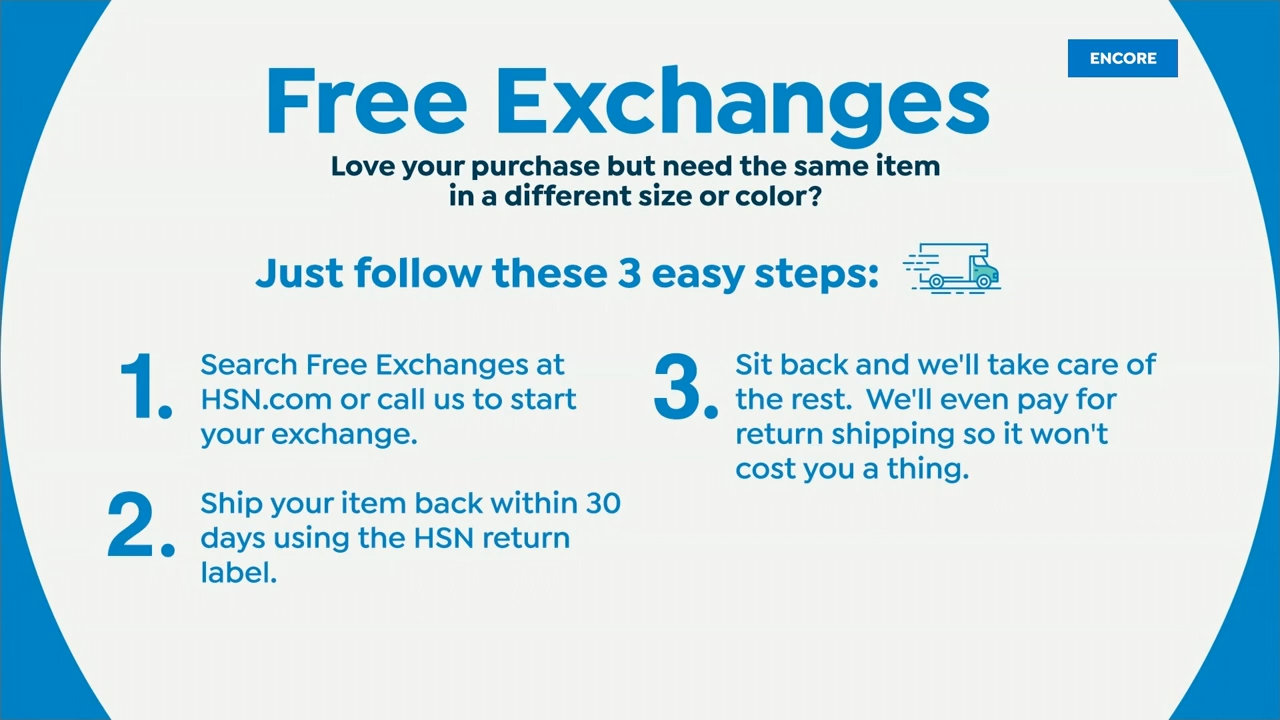 ENCORE
Free Exchanges
Love your purchase but need the same item
in a different size or color?
Just follow these 3 easy steps:
1. Search Free Exchanges at
HSN.com or call us to start
your exchange.
2. Ship your item back within 30
days using the HSN return
label.
3. Sit back and we'll take care of
the rest.  We'll even pay for
return shipping so it won't
cost you a thing.